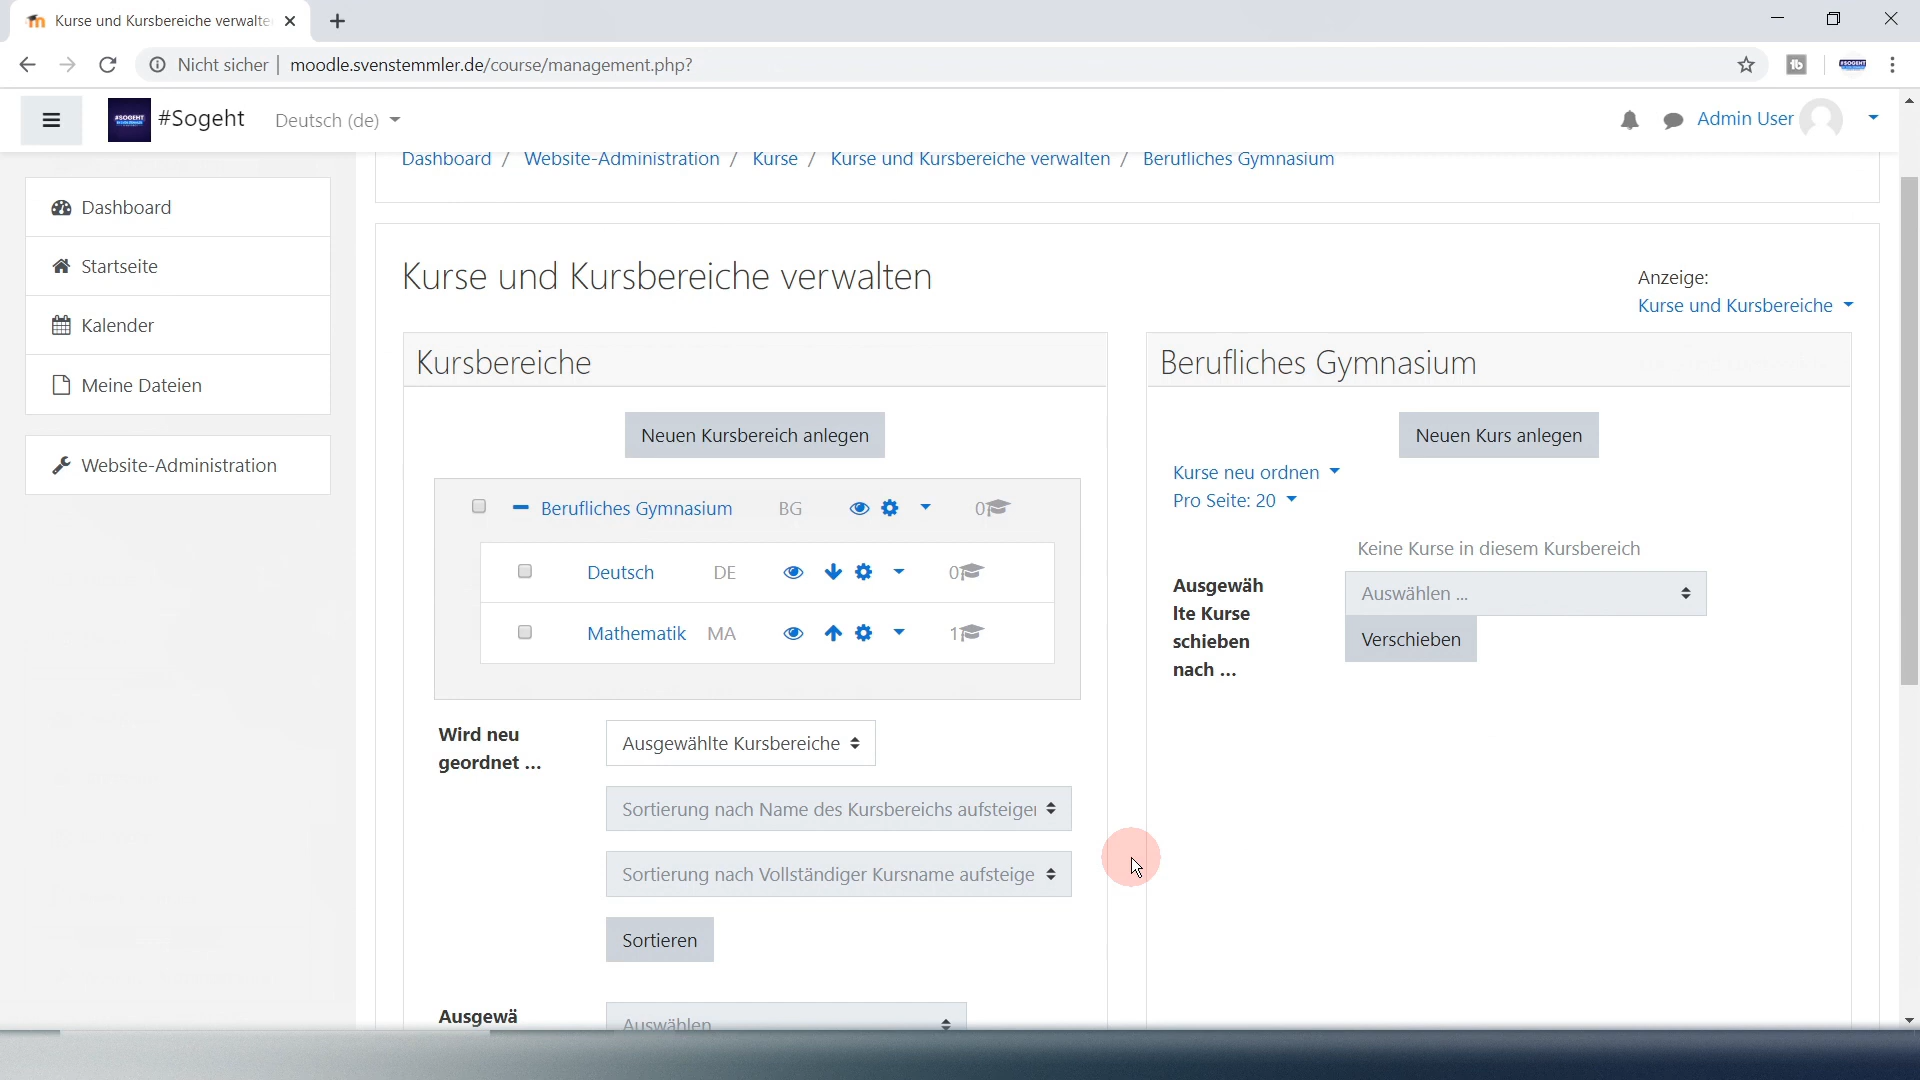 Kurse und Kursbereiche verwalte
Nicht sicher | moodle.svenstemmler.de/course/management.php?
#Sogeht
Deutsch (de)
Admin User
Dashboard / Website-Administration / Kurse / Kurse und Kursbereiche verwalten / Berufliches Gymnasium
Dashboard
Startseite
Kalender
Meine Dateien
Website-Administration
Kurse und Kursbereiche verwalten
Anzeige:
Kurse und Kursbereiche
Kursbereiche
Neuen Kursbereich anlegen
Berufliches Gymnasium BG 0
Deutsch DE 0
Mathematik MA 1
Wird neu
geordnet ...
Ausgewählte Kursbereiche
Sortierung nach Name des Kursbereichs aufsteiger
Sortierung nach Vollständiger Kursname aufsteige
Sortieren
Ausgewä
Auswählen
Berufliches Gymnasium
Neuen Kurs anlegen
Kurse neu ordnen
Pro Seite: 20
Keine Kurse in diesem Kursbereich
Ausgewäh
lte Kurse
schieben
nach ...
Auswählen ...
Verschieben